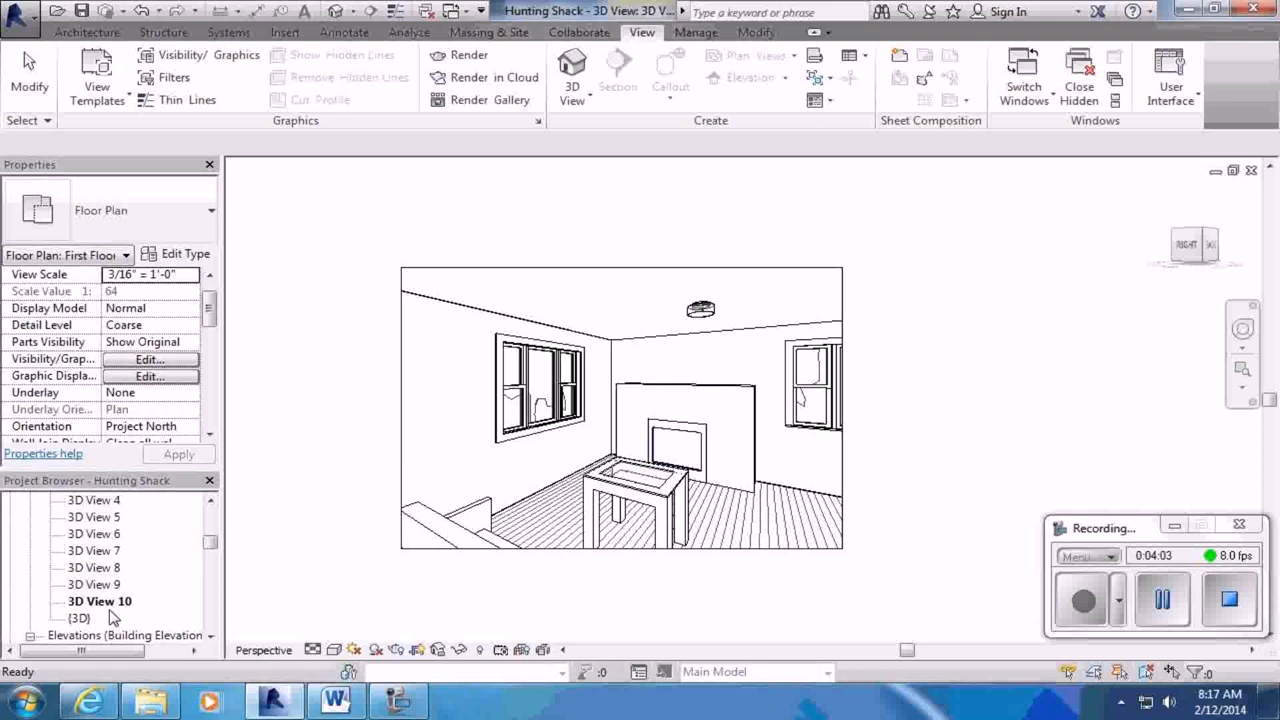 Hunting Shack - 3D View: 3D V...
Type a keyword or phrase
Sign In
Architecture Structure Systems Insert Annotate Analyze Massing & Site Collaborate View Manage Modify
Modify
View
Templates
Visibility/ Graphics
Filters
Thin Lines
Show Hidden Lines
Remove Hidden Lines
Cut Profile
Render
Render in Cloud
Render Gallery
3D
View
Section
Callout
Plan Views
Elevation
Switch
Windows
Close
Hidden
User
Interface
Select Graphics Create Sheet Composition Windows
Properties
Floor Plan
Floor Plan: First Floor
Edit Type
View Scale 3/16" = 1'-0"
Scale Value 1: 64
Display Model Normal
Detail Level Coarse
Parts Visibility Show Original
Visibility/Grap... Edit...
Graphic Displa... Edit...
Underlay None
Underlay Orie... Plan
Orientation Project North
Properties help Apply
Project Browser - Hunting Shack
3D View 4
3D View 5
3D View 6
3D View 7
3D View 8
3D View 9
3D View 10
{3D}
Elevations (Building Elevation
RIGHT
Recording...
Menu
0:04:03
8.0 fps
Perspective
Ready
:0
Main Model
:0
8:17 AM
2/12/2014